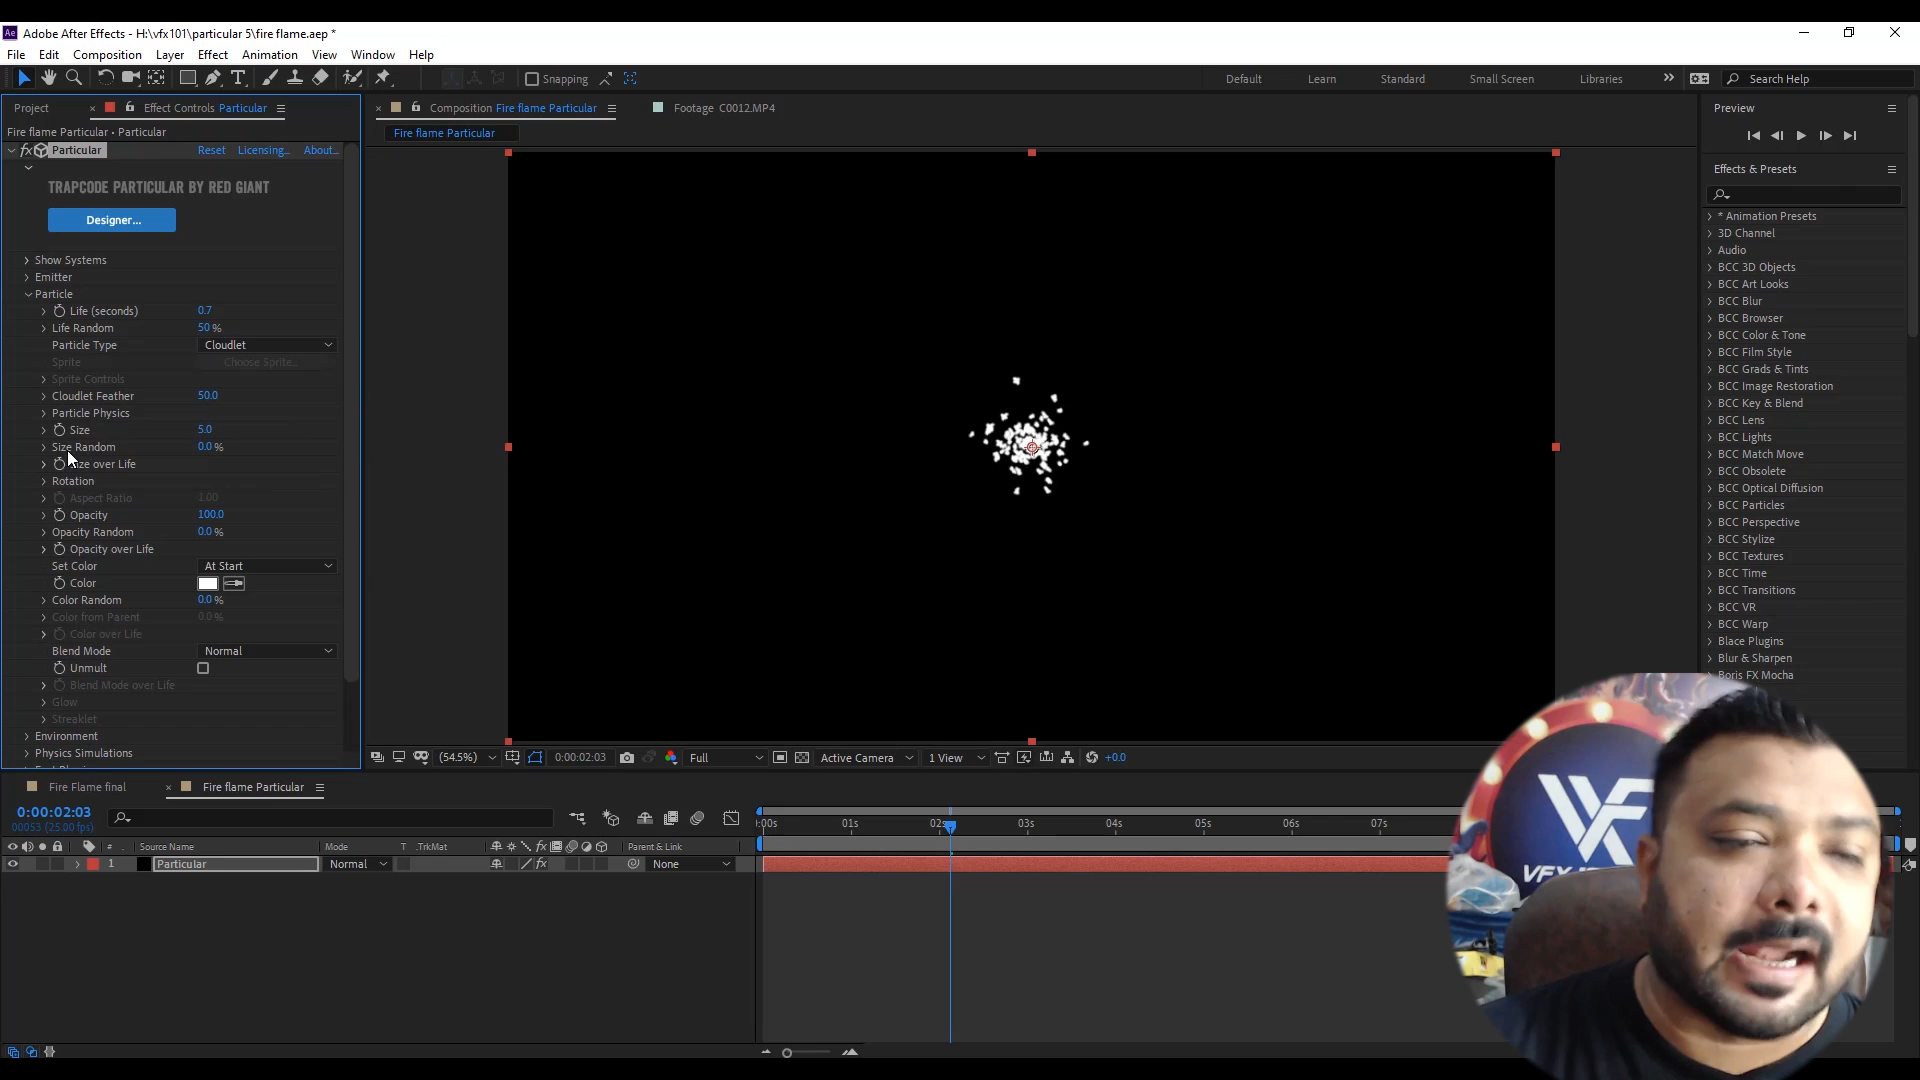 Ae Adobe After Effects - H:\vfx101\particular 5\fire flame.aep *
File Edit Composition Layer Effect Animation View Window Help
Snapping Default Learn Standard Small Screen Libraries Search Help
Project Effect Controls Particular
Composition Fire flame Particular Footage C0012.MP4
Preview
Fire flame Particular • Particular
Fire flame Particular
fx Particular Reset Licensing... About...
TRAPCODE PARTICULAR BY RED GIANT
Designer...
Show Systems
Emitter
Particle
Life (seconds) 0.7
Life Random 50 %
Particle Type Cloudlet
Sprite Choose Sprite...
Sprite Controls
Cloudlet Feather 50.0
Particle Physics
Size 5.0
Size Random 0.0 %
Size over Life
Rotation
Aspect Ratio 1.00
Opacity 100.0
Opacity Random 0.0 %
Opacity over Life
Set Color At Start
Color
Color Random 0.0 %
Color from Parent 0.0 %
Color over Life
Blend Mode Normal
Unmult
Blend Mode over Life
Glow
Streaklet
Environment
Physics Simulations
Effects & Presets
* Animation Presets
3D Channel
Audio
BCC 3D Objects
BCC Art Looks
BCC Blur
BCC Browser
BCC Color & Tone
BCC Film Style
BCC Grads & Tints
BCC Image Restoration
BCC Key & Blend
BCC Lens
BCC Lights
BCC Match Move
BCC Obsolete
BCC Optical Diffusion
BCC Particles
BCC Perspective
BCC Stylize
BCC Textures
BCC Time
BCC Transitions
BCC VR
BCC Warp
Blace Plugins
Blur & Sharpen
Boris FX Mocha
(54.5%) 0:00:02:03 Full Active Camera 1 View +0.0
Fire Flame final Fire flame Particular
0:00:02:03
00053 (25.00 fps)
:00s 01s 02s 03s 04s 05s 06s 07s
# Source Name Mode T .TrkMat fx Parent & Link
1 Particular Normal fx None